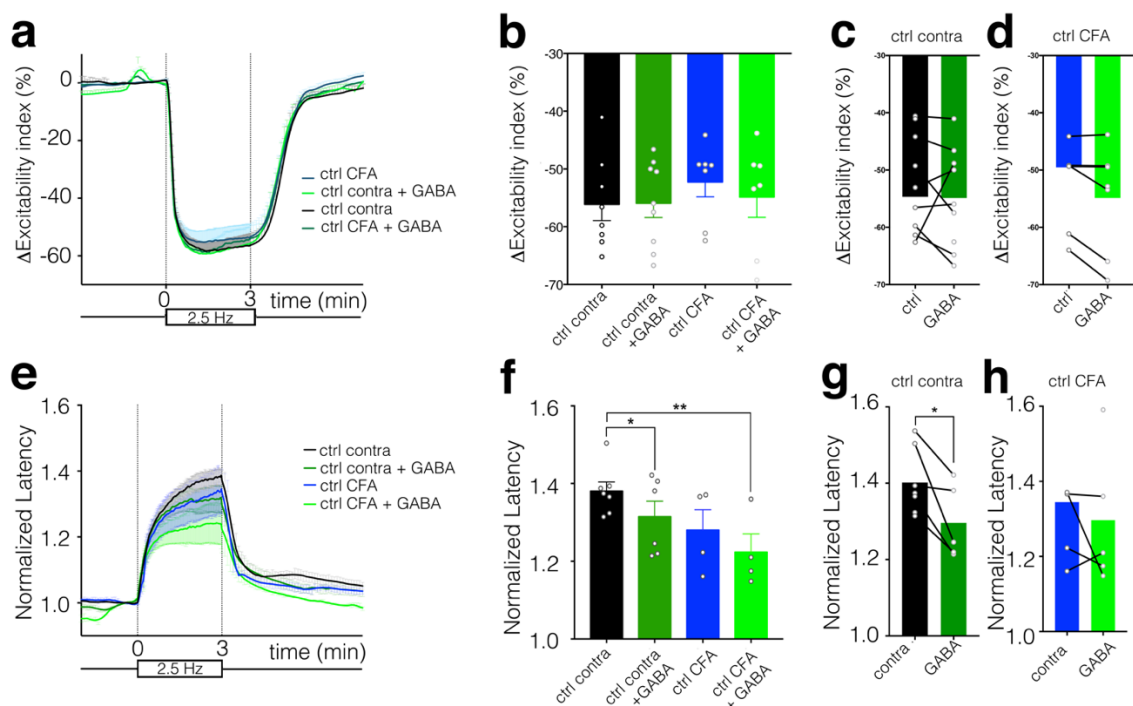 a
ΔExcitability index (%)
0
-20
-40
-60
ctrl CFA
ctrl contra + GABA
ctrl contra
ctrl CFA + GABA
0
3
time (min)
2.5 Hz
b
ΔExcitability index (%)
-30
-40
-50
-60
-70
ctrl contra
ctrl contra
+GABA
ctrl CFA
ctrl CFA
+ GABA
c
ctrl contra
ΔExcitability index (%)
-30
-40
-50
-60
-70
ctrl
GABA
d
ctrl CFA
ΔExcitability index (%)
-30
-40
-50
-60
-70
ctrl
GABA
e
Normalized Latency
1.6
1.4
1.2
1.0
ctrl contra
ctrl contra + GABA
ctrl CFA
ctrl CFA + GABA
0
3
time (min)
2.5 Hz
f
Normalized Latency
1.6
1.4
1.2
1.0
*
**
ctrl contra
ctrl contra
+GABA
ctrl CFA
ctrl CFA
+ GABA
g
ctrl contra
Normalized Latency
1.6
1.4
1.2
1.0
*
contra
GABA
h
ctrl CFA
Normalized Latency
1.6
1.4
1.2
1.0
contra
GABA